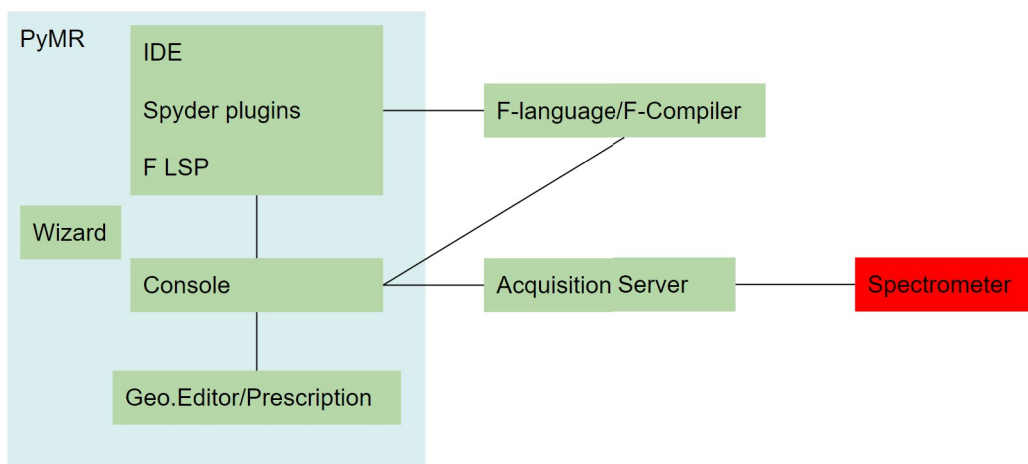 PyMR
IDE
Spyder plugins
F LSP
F-language/F-Compiler
Wizard
Console
Acquisition Server
Spectrometer
Geo.Editor/Prescription